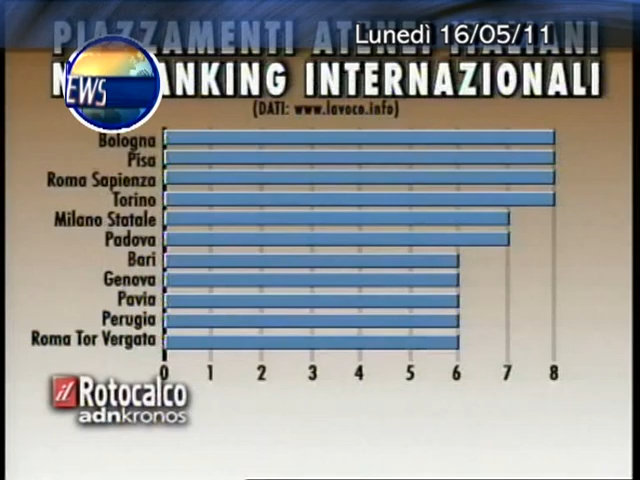 Lunedì 16/05/11
PIAZZAMENTI ATENEI ITALIANI
NEWS
RANKING INTERNAZIONALI
(DATI: www.lavoce.info)
Bologna
Pisa
Roma Sapienza
Torino
Milano Statale
Padova
Bari
Genova
Pavia
Perugia
Roma Tor Vergata
0 1 2 3 4 5 6 7 8
il Rotocalco
adnkronos